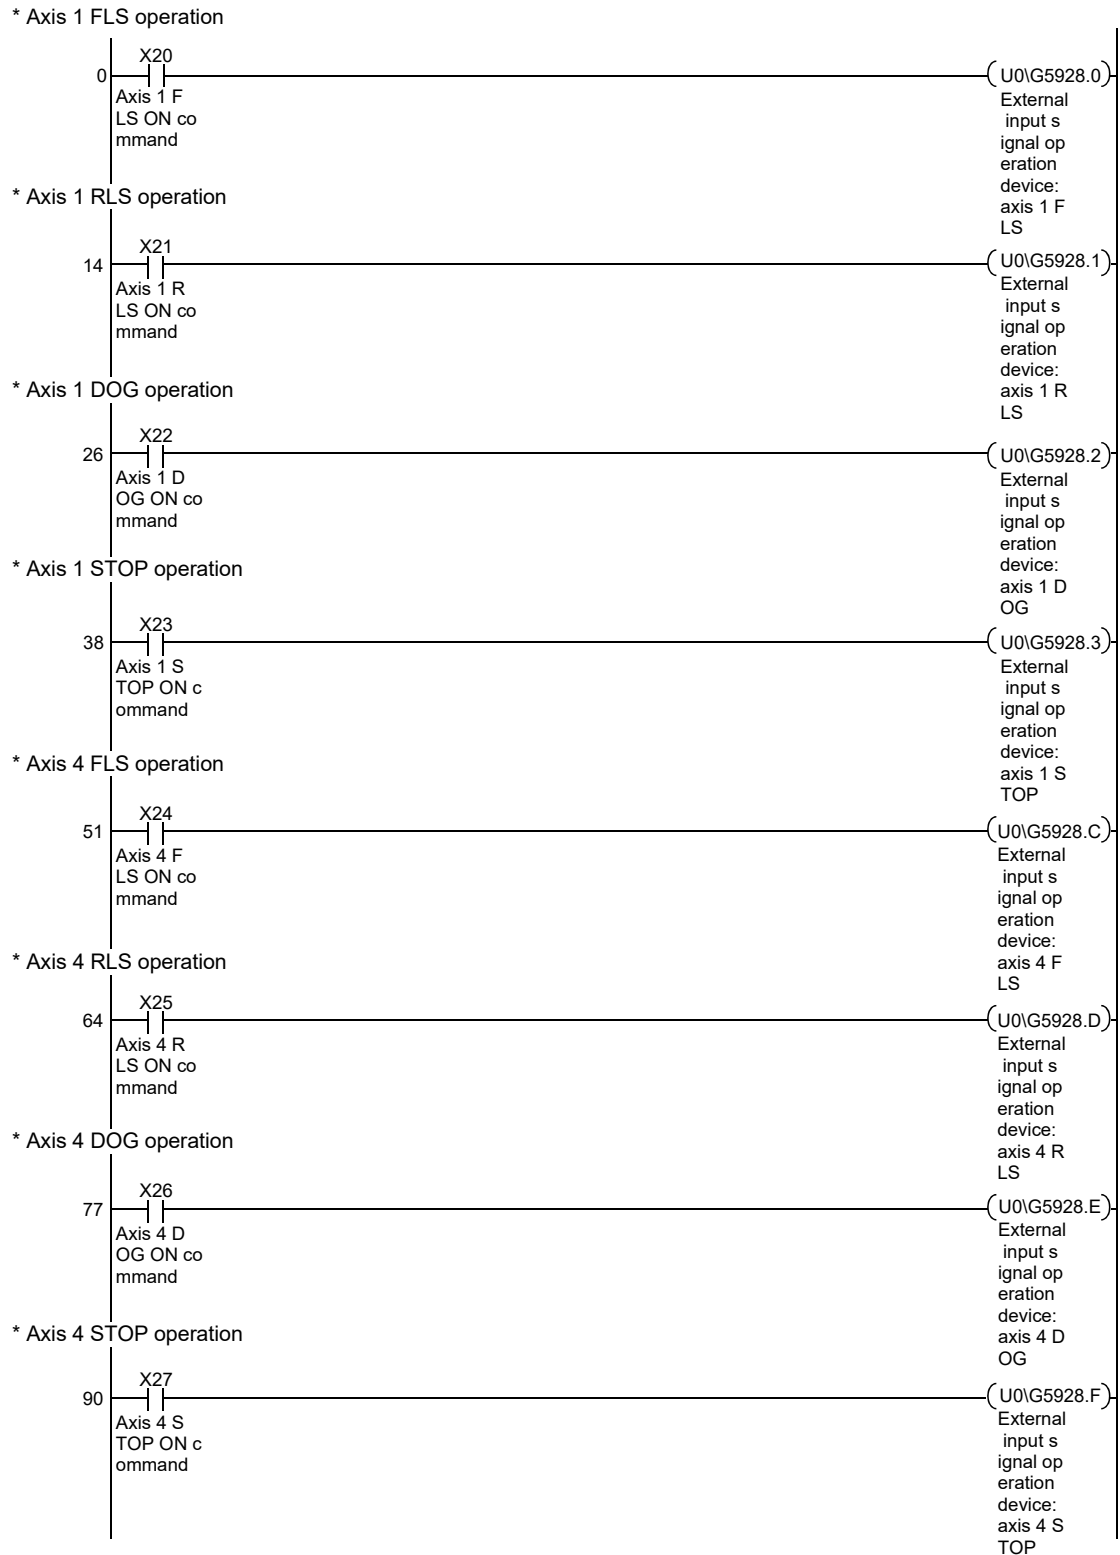 * Axis 1 FLS operation
X20
0
U0\G5928.0
Axis 1 F
LS ON co
mmand
External
input s
ignal op
eration
device:
axis 1 F
LS
* Axis 1 RLS operation
X21
14
U0\G5928.1
Axis 1 R
LS ON co
mmand
External
input s
ignal op
eration
device:
axis 1 R
LS
* Axis 1 DOG operation
X22
26
U0\G5928.2
Axis 1 D
OG ON co
mmand
External
input s
ignal op
eration
device:
axis 1 D
OG
* Axis 1 STOP operation
X23
38
U0\G5928.3
Axis 1 S
TOP ON c
ommand
External
input s
ignal op
eration
device:
axis 1 S
TOP
* Axis 4 FLS operation
X24
51
U0\G5928.C
Axis 4 F
LS ON co
mmand
External
input s
ignal op
eration
device:
axis 4 F
LS
* Axis 4 RLS operation
X25
64
U0\G5928.D
Axis 4 R
LS ON co
mmand
External
input s
ignal op
eration
device:
axis 4 R
LS
* Axis 4 DOG operation
X26
77
U0\G5928.E
Axis 4 D
OG ON co
mmand
External
input s
ignal op
eration
device:
axis 4 D
OG
* Axis 4 STOP operation
X27
90
U0\G5928.F
Axis 4 S
TOP ON c
ommand
External
input s
ignal op
eration
device:
axis 4 S
TOP